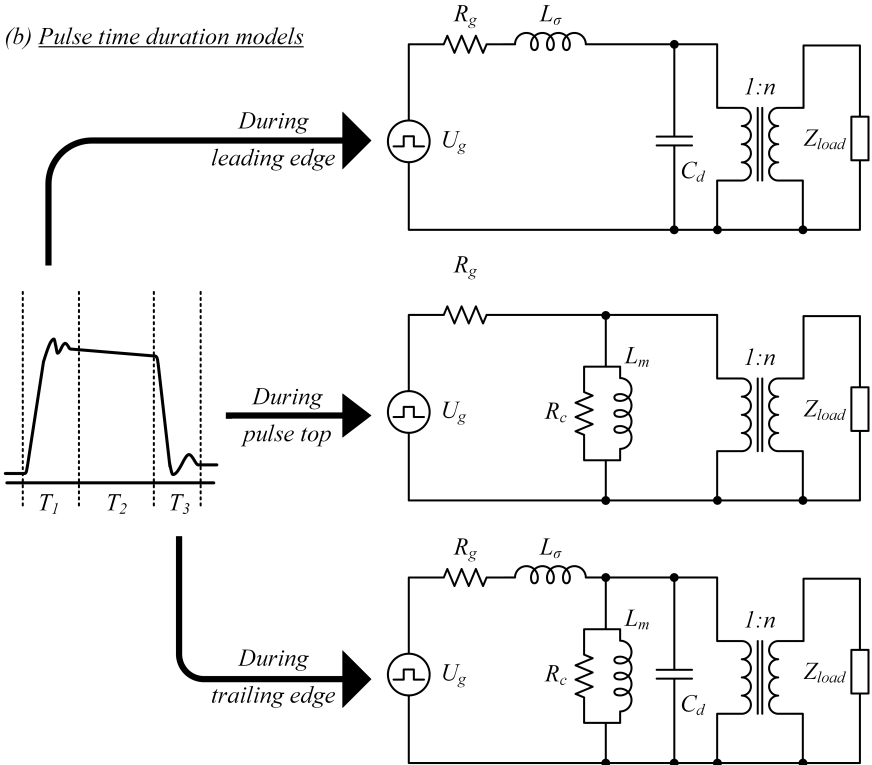 (b) Pulse time duration models
R_g
L_σ
1:n
During
leading edge
U_g
C_d
Z_load
R_g
1:n
L_m
During
pulse top
U_g
R_c
Z_load
T_1
T_2
T_3
R_g
L_σ
1:n
L_m
During
trailing edge
U_g
R_c
C_d
Z_load